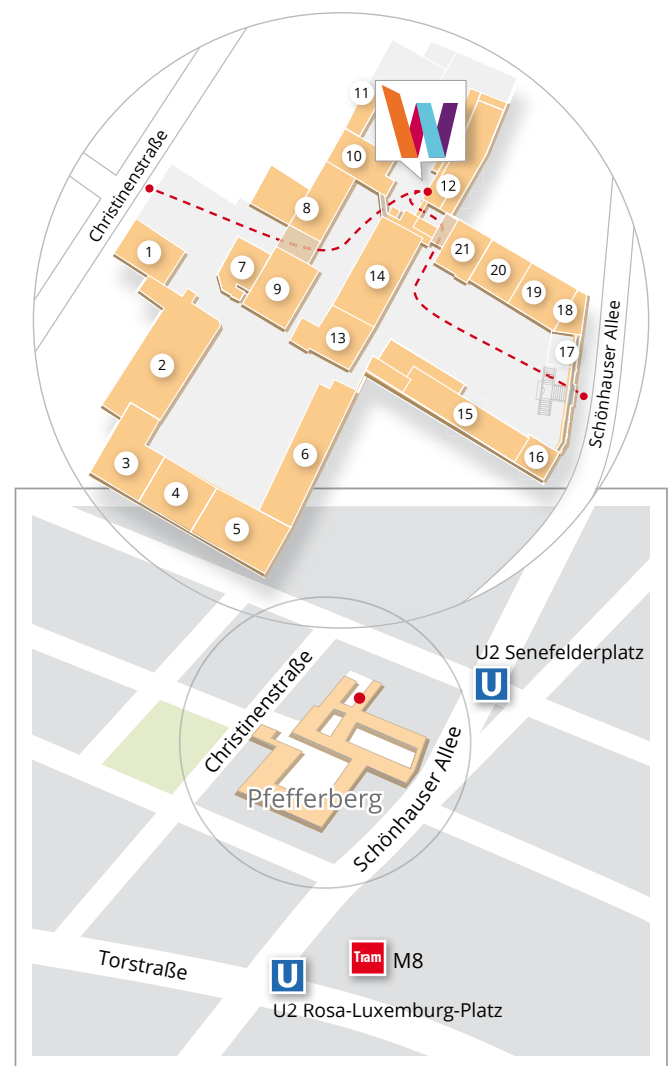 Christinenstraße
11
10
12
8
1
7
9
14
21
20
19
18
17
13
2
15
16
6
3
4
5
Schönhauser Allee
U2 Senefelderplatz
U
Christinenstraße
Pfefferberg
Schönhauser Allee
Torstraße
Tram M8
U
U2 Rosa-Luxemburg-Platz